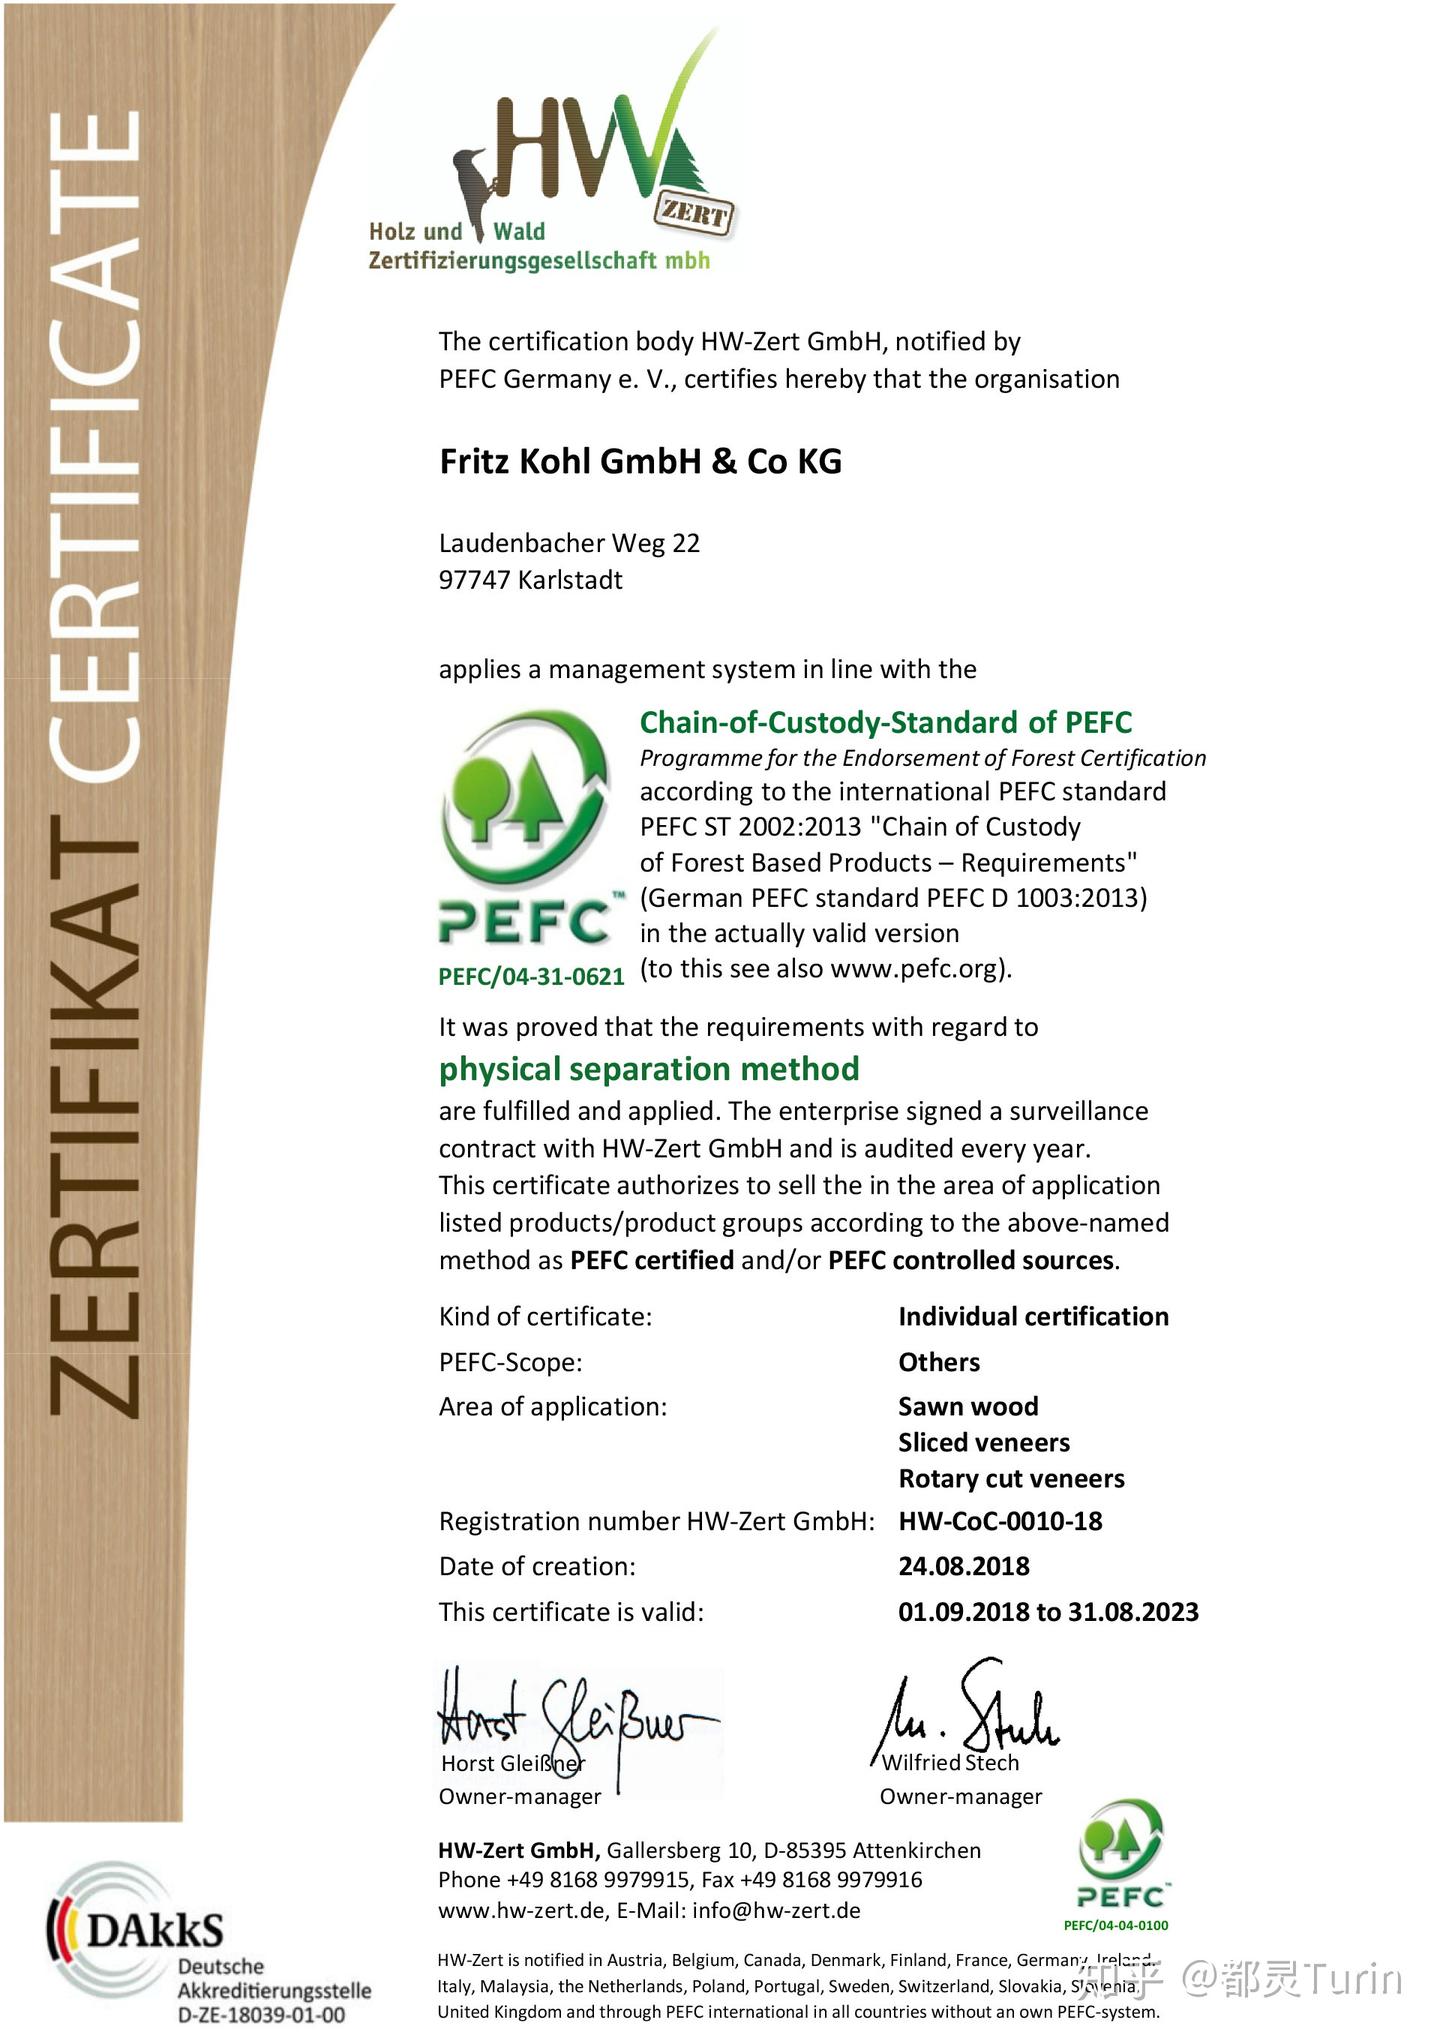 ZERTIFIKAT CERTIFICATE
HW
ZERT
Holz und Wald
Zertifizierungsgesellschaft mbh
The certification body HW-Zert GmbH, notified by
PEFC Germany e. V., certifies hereby that the organisation
Fritz Kohl GmbH & Co KG
Laudenbacher Weg 22
97747 Karlstadt
applies a management system in line with the
Chain-of-Custody-Standard of PEFC
Programme for the Endorsement of Forest Certification
according to the international PEFC standard
PEFC ST 2002:2013 "Chain of Custody
of Forest Based Products – Requirements"
(German PEFC standard PEFC D 1003:2013)
in the actually valid version
(to this see also www.pefc.org).
PEFC™
PEFC/04-31-0621
It was proved that the requirements with regard to
physical separation method
are fulfilled and applied. The enterprise signed a surveillance
contract with HW-Zert GmbH and is audited every year.
This certificate authorizes to sell the in the area of application
listed products/product groups according to the above-named
method as PEFC certified and/or PEFC controlled sources.
Kind of certificate: Individual certification
PEFC-Scope: Others
Area of application: Sawn wood
Sliced veneers
Rotary cut veneers
Registration number HW-Zert GmbH: HW-CoC-0010-18
Date of creation: 24.08.2018
This certificate is valid: 01.09.2018 to 31.08.2023
Horst Gleißner
Horst Gleißner Wilfried Stech
Owner-manager Owner-manager
HW-Zert GmbH, Gallersberg 10, D-85395 Attenkirchen
Phone +49 8168 9979915, Fax +49 8168 9979916
www.hw-zert.de, E-Mail: info@hw-zert.de
PEFC™
PEFC/04-04-0100
HW-Zert is notified in Austria, Belgium, Canada, Denmark, Finland, France, Germany, Ireland,
Italy, Malaysia, the Netherlands, Poland, Portugal, Sweden, Switzerland, Slovakia, Slovenia,
United Kingdom and through PEFC international in all countries without an own PEFC-system.
DAkkS
Deutsche
Akkreditierungsstelle
D-ZE-18039-01-00
知乎 @都灵Turin